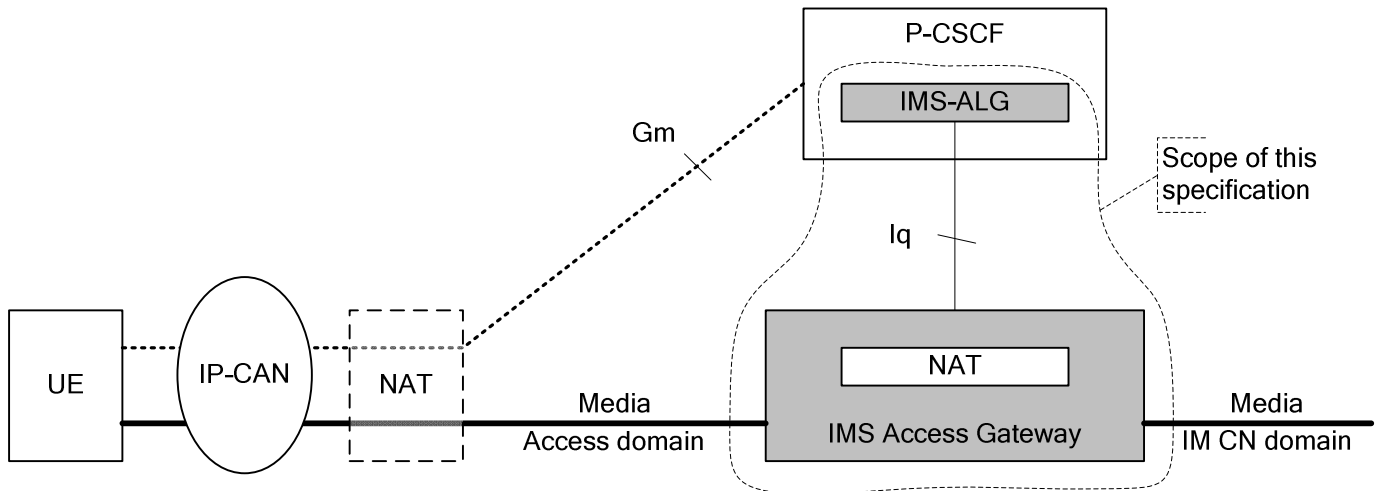 P-CSCF
IMS-ALG
Gm
Scope of this
specification
Iq
UE
IP-CAN
NAT
NAT
Media
Access domain
IMS Access Gateway
Media
IM CN domain